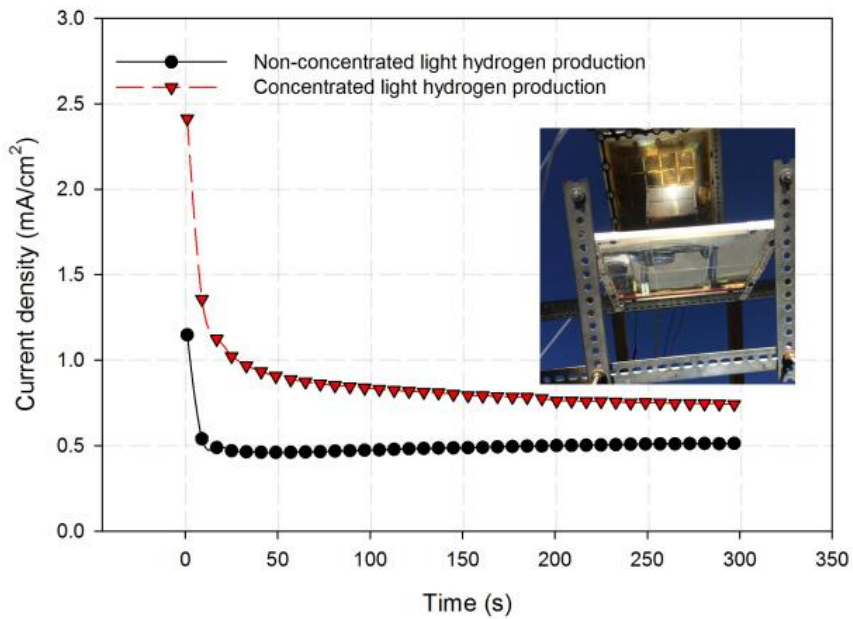 3.0
2.5
2.0
1.5
1.0
0.5
0.0
Current density (mA/cm²)
Non-concentrated light hydrogen production
Concentrated light hydrogen production
0 50 100 150 200 250 300 350
Time (s)